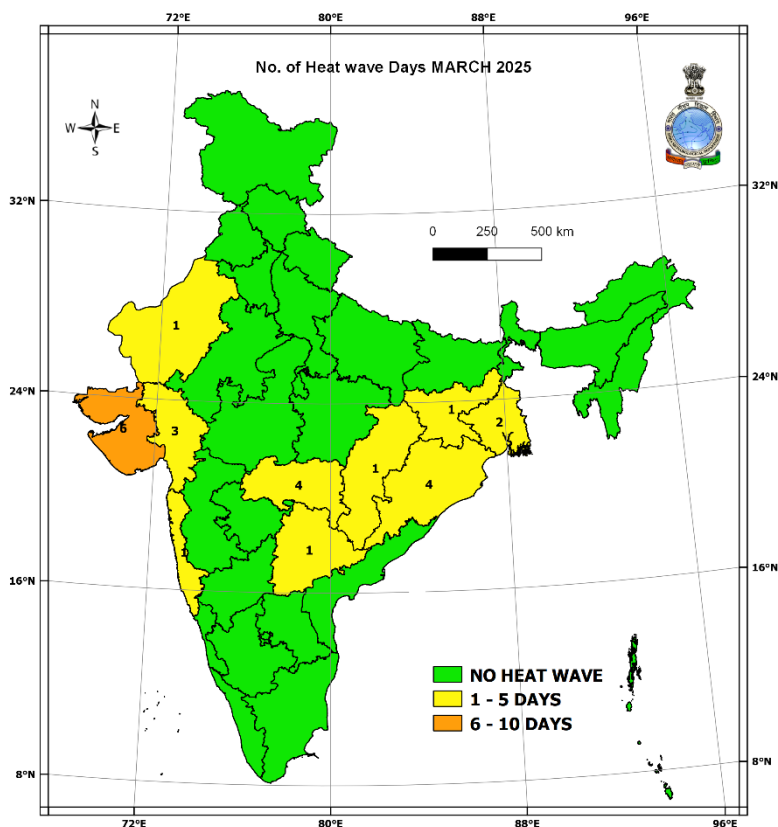 72°E 80°E 88°E 96°E
No. of Heat wave Days MARCH 2025
N
W E
S
32°N 32°N
0 250 500 km
1
24°N 24°N
6 3 1 2
1
4 4
1
1
16°N 16°N
NO HEAT WAVE
1 - 5 DAYS
6 - 10 DAYS
8°N 8°N
72°E 80°E 88°E 96°E